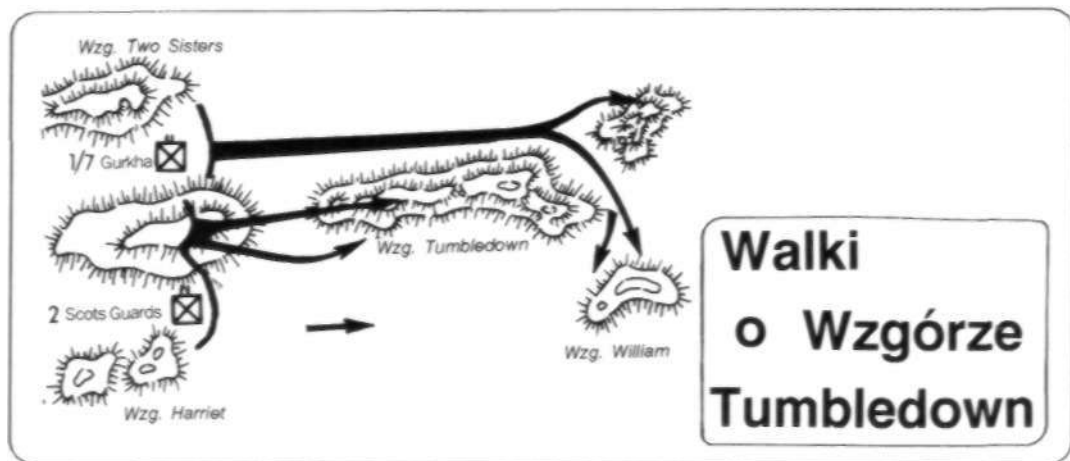 Wzg. Two Sisters
1/7 Gurkha
Wzg. Tumbledown
2 Scots Guards
Wzg. William
Wzg. Harriet
Walki
o Wzgórze
Tumbledown